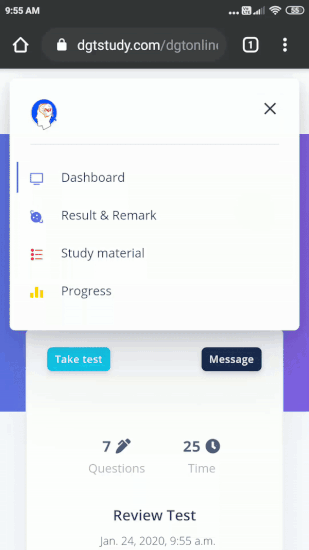 9:55 AM
55
dgtstudy.com/dgtonline
1
Dashboard
Result & Remark
Study material
Progress
Take test
Message
7
25
Questions
Time
Review Test
Jan. 24, 2020, 9:55 a.m.